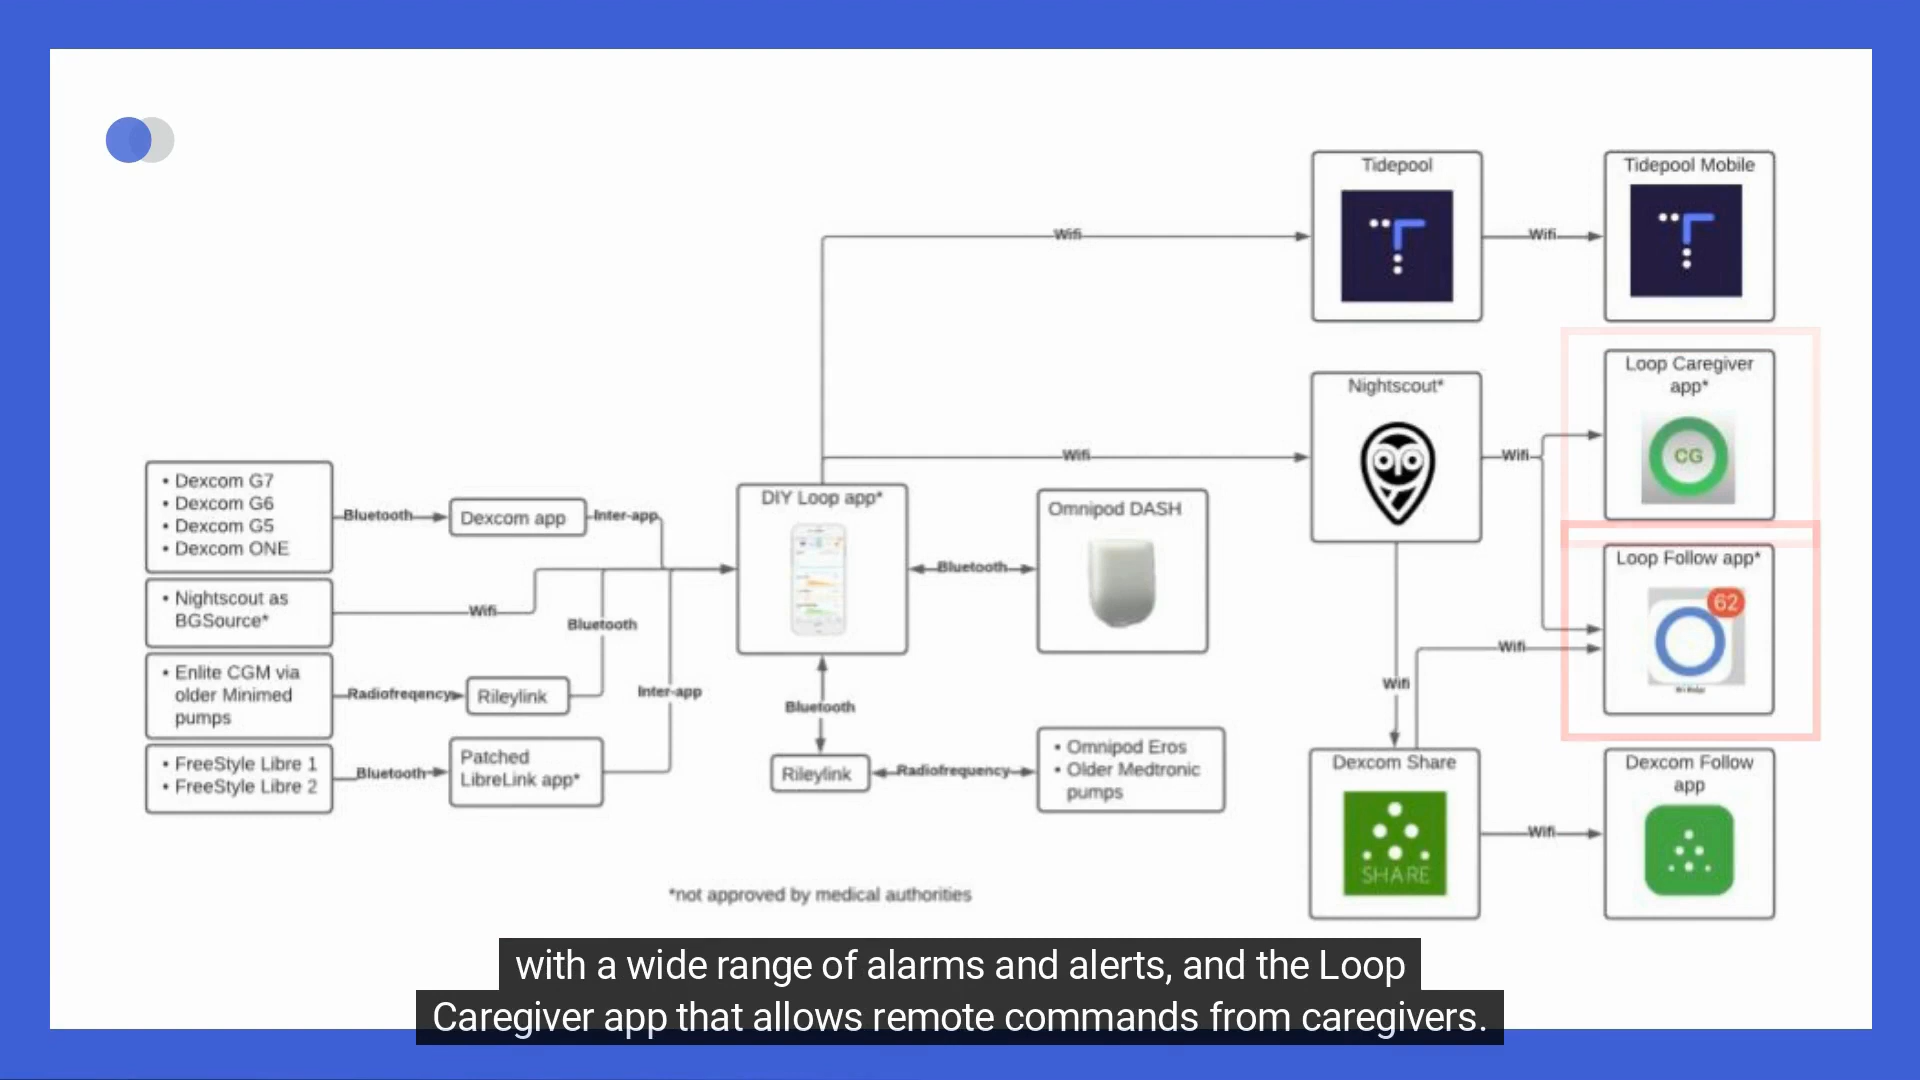 Tidepool
Tidepool Mobile
Wifi
Wifi
Loop Caregiver
app*
CG
Nightscout*
Wifi
Wifi
• Dexcom G7
• Dexcom G6
• Dexcom G5
• Dexcom ONE
Bluetooth
Dexcom app
Inter-app
DIY Loop app*
Omnipod DASH
Bluetooth
Loop Follow app*
62
• Nightscout as
BGSource*
Wifi
Bluetooth
Wifi
Wifi
• Enlite CGM via
older Minimed
pumps
Radiofreqency
Rileylink
Inter-app
Bluetooth
• FreeStyle Libre 1
• FreeStyle Libre 2
Bluetooth
Patched
LibreLink app*
Rileylink
Radiofrequency
• Omnipod Eros
• Older Medtronic
pumps
Dexcom Share
SHARE
Wifi
Dexcom Follow
app
*not approved by medical authorities
with a wide range of alarms and alerts, and the Loop
Caregiver app that allows remote commands from caregivers.